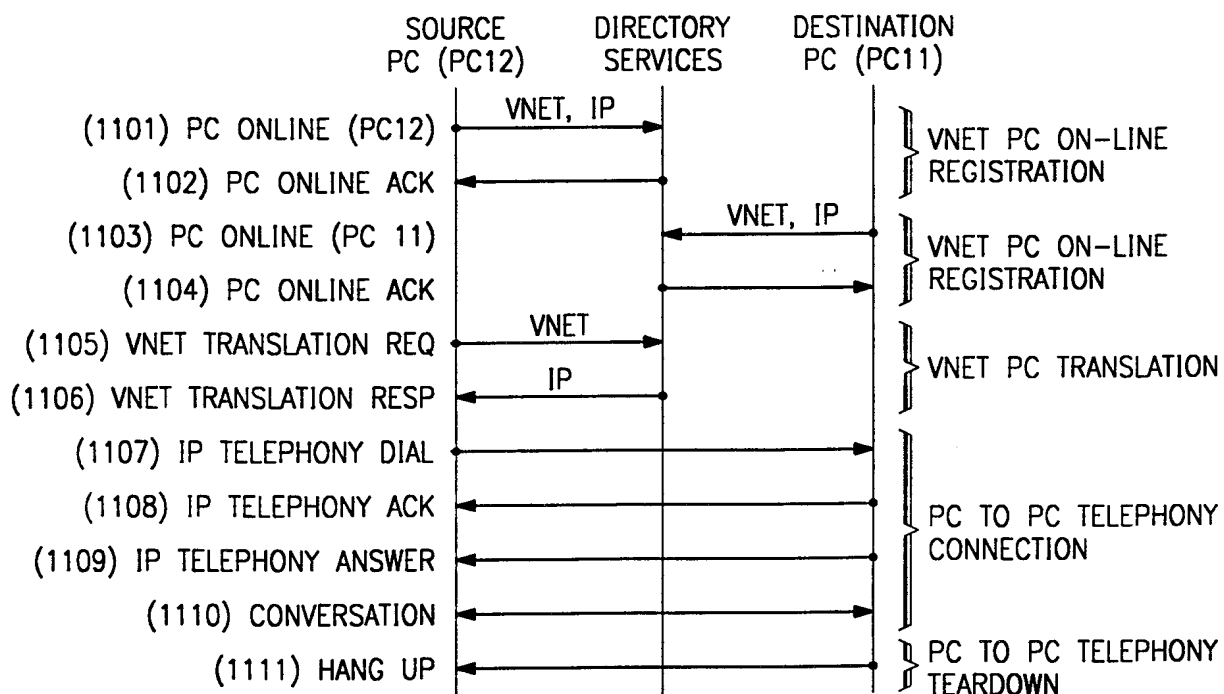 SOURCE
PC (PC12)
DIRECTORY
SERVICES
DESTINATION
PC (PC11)
(1101) PC ONLINE (PC12)
VNET, IP
VNET PC ON-LINE
REGISTRATION
(1102) PC ONLINE ACK
(1103) PC ONLINE (PC 11)
VNET, IP
VNET PC ON-LINE
REGISTRATION
(1104) PC ONLINE ACK
(1105) VNET TRANSLATION REQ
VNET
VNET PC TRANSLATION
(1106) VNET TRANSLATION RESP
IP
(1107) IP TELEPHONY DIAL
(1108) IP TELEPHONY ACK
PC TO PC TELEPHONY
CONNECTION
(1109) IP TELEPHONY ANSWER
(1110) CONVERSATION
(1111) HANG UP
PC TO PC TELEPHONY
TEARDOWN